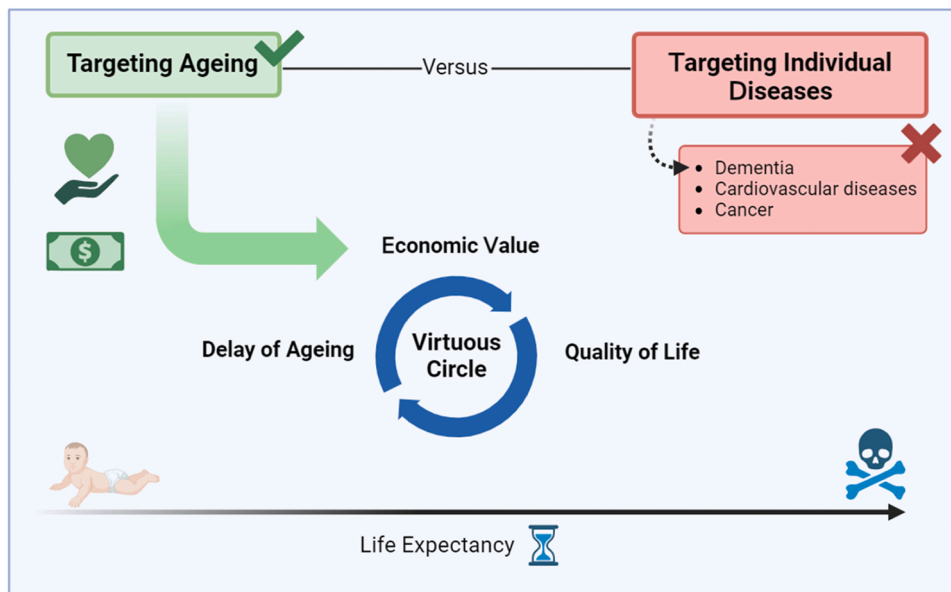 Targeting Ageing
Versus
Targeting Individual
Diseases
• Dementia
• Cardiovascular diseases
• Cancer
$
Economic Value
Delay of Ageing
Virtuous
Circle
Quality of Life
Life Expectancy